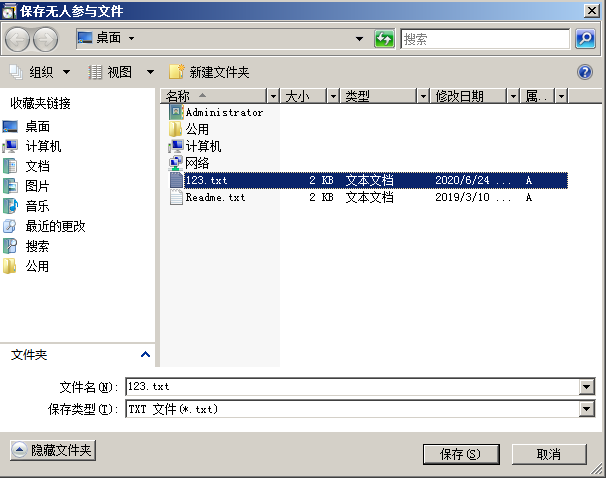 保存无人参与文件
桌面
搜索
组织 视图 新建文件夹
收藏夹链接
桌面
计算机
文档
图片
音乐
最近的更改
搜索
公用
文件夹
名称 大小 类型 修改日期 属..
Administrator
公用
计算机
网络
123.txt 2 KB 文本文档 2020/6/24 ... A
Readme.txt 2 KB 文本文档 2019/3/10 ... A
文件名(N): 123.txt
保存类型(T): TXT 文件(*.txt)
隐藏文件夹 保存(S) 取消